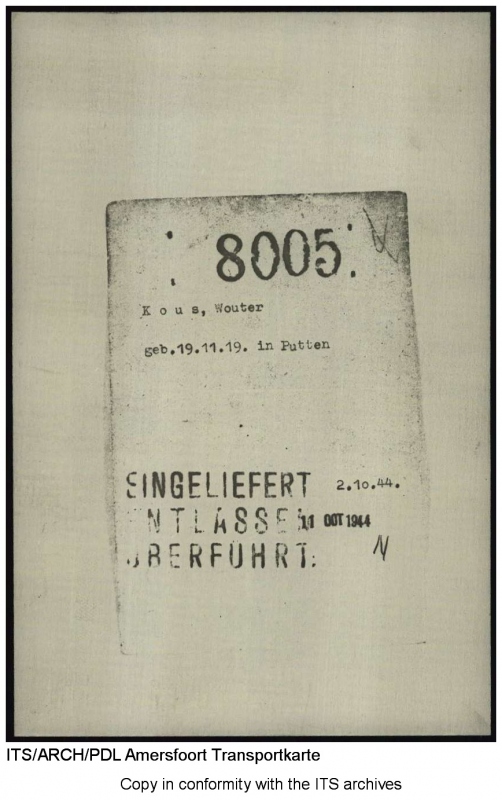 8005
Kous, Wouter
geb.19.11.19. in Putten
EINGELIEFERT 2.10.44.
ENTLASSEN 11 OCT 1944
ÜBERFÜHRT: N
ITS/ARCH/PDL Amersfoort Transportkarte
Copy in conformity with the ITS archives